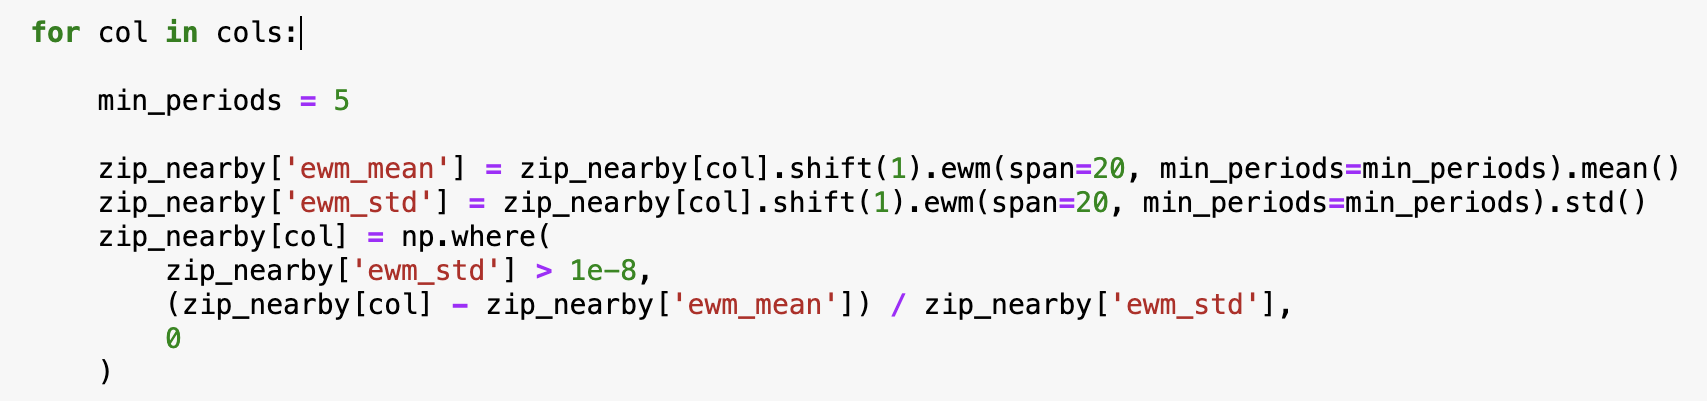 for col in cols:
min_periods = 5
zip_nearby['ewm_mean'] = zip_nearby[col].shift(1).ewm(span=20, min_periods=min_periods).mean()
zip_nearby['ewm_std'] = zip_nearby[col].shift(1).ewm(span=20, min_periods=min_periods).std()
zip_nearby[col] = np.where(
zip_nearby['ewm_std'] > 1e-8,
(zip_nearby[col] - zip_nearby['ewm_mean']) / zip_nearby['ewm_std'],
0
)